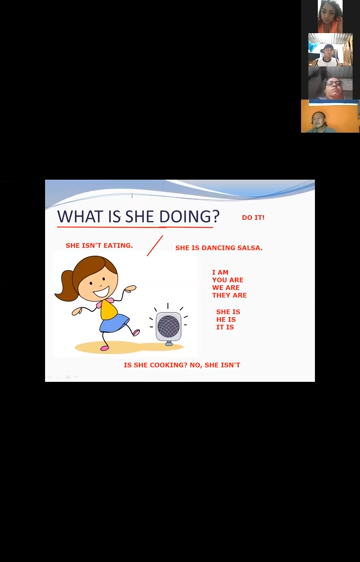 WHAT IS SHE DOING?
DO IT!
SHE ISN'T EATING.
SHE IS DANCING SALSA.
I AM
YOU ARE
WE ARE
THEY ARE
SHE IS
HE IS
IT IS
IS SHE COOKING? NO, SHE ISN'T